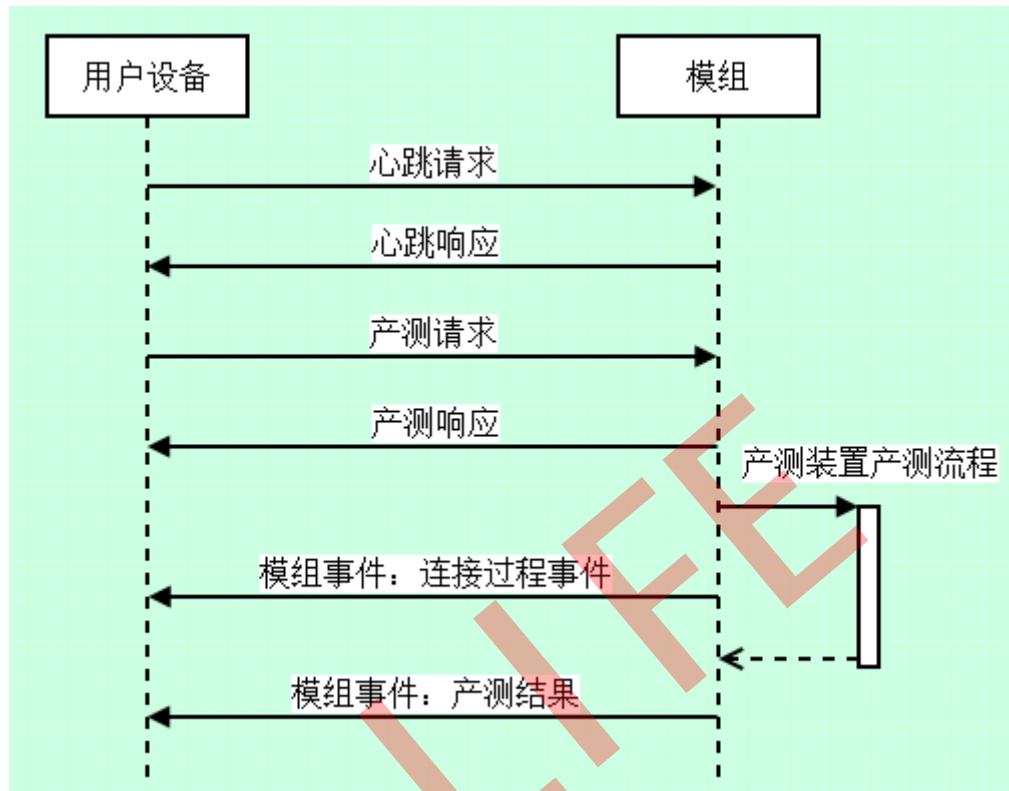 用户设备
模组
心跳请求
心跳响应
产测请求
产测响应
产测装置产测流程
模组事件：连接过程事件
模组事件：产测结果
LIFE